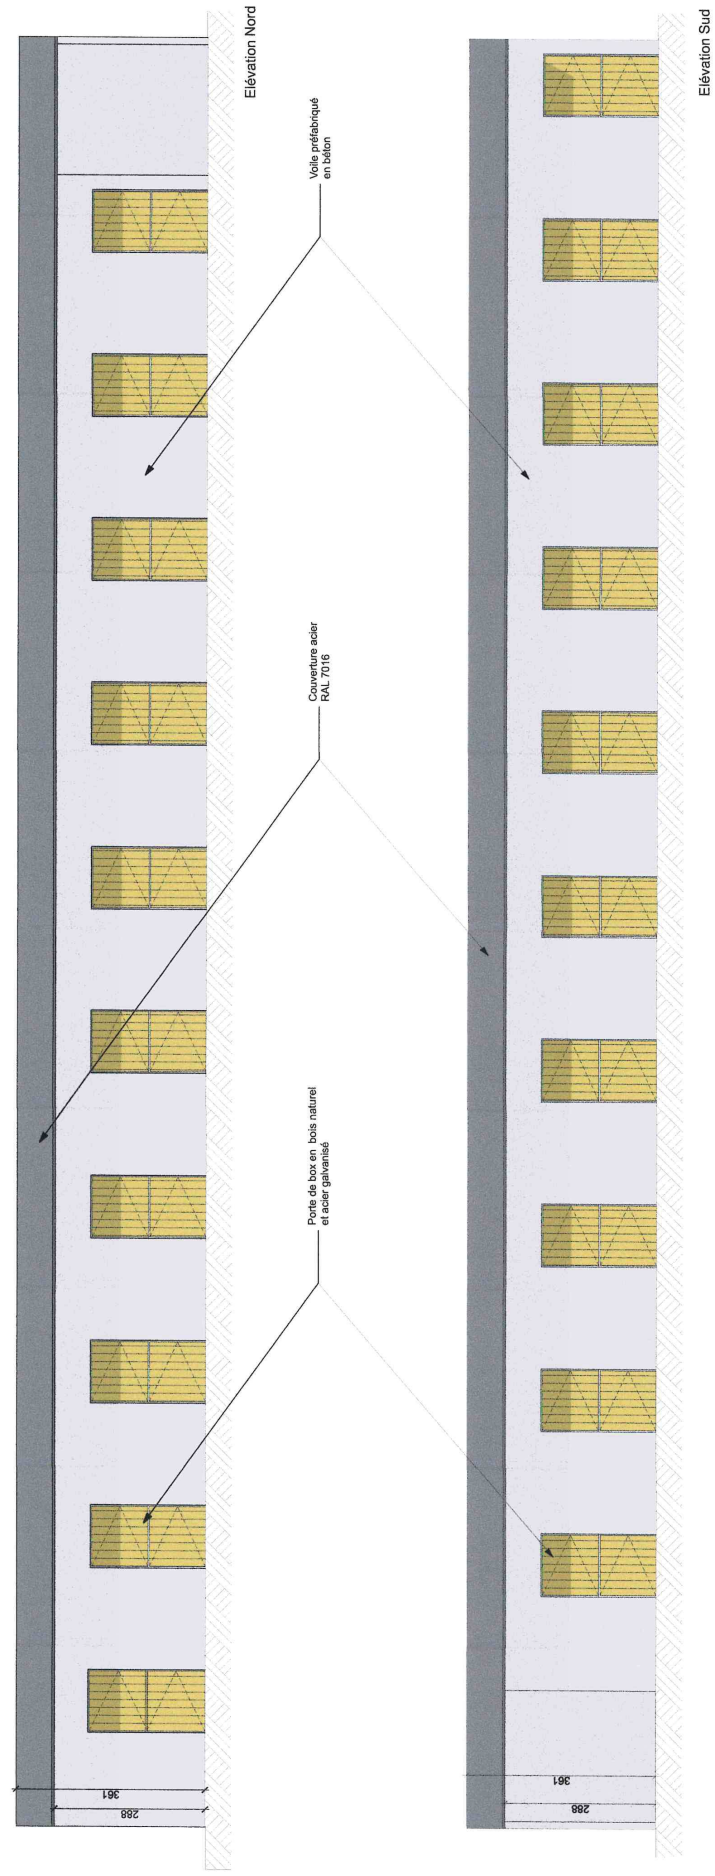 Elévation Nord
Voile préfabriqué
en béton
Couverture acier
RAL 7016
Porte de box en bois naturel
et acier galvanisé
361
288
Elévation Sud
361
288